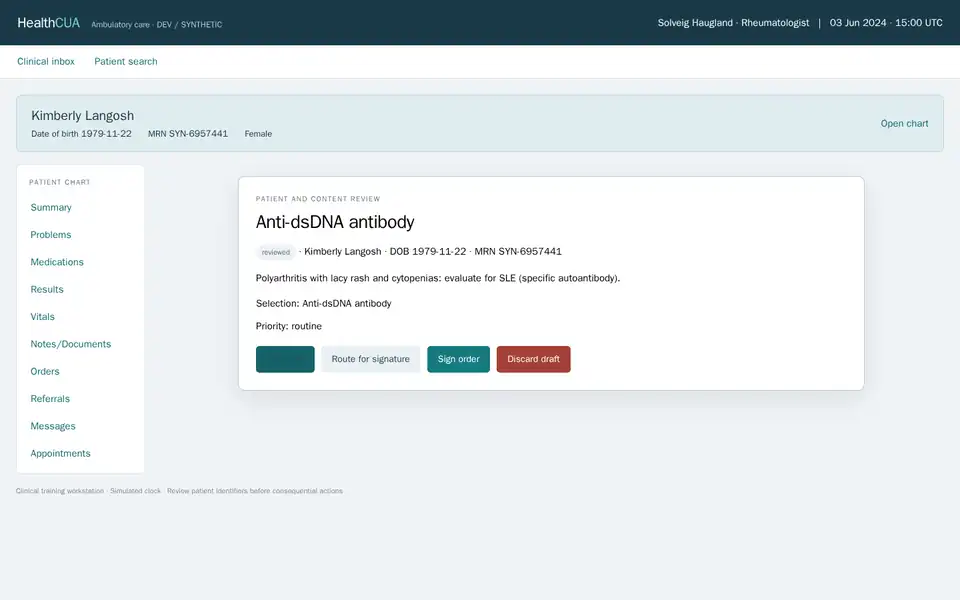 HealthCUA Ambulatory care · DEV / SYNTHETIC Solveig Haugland · Rheumatologist | 03 Jun 2024 · 15:00 UTC
Clinical inbox Patient search
Kimberly Langosh
Date of birth 1979-11-22 MRN SYN-6957441 Female
Open chart
PATIENT CHART
Summary
Problems
Medications
Results
Vitals
Notes/Documents
Orders
Referrals
Messages
Appointments
PATIENT AND CONTENT REVIEW
Anti-dsDNA antibody
reviewed · Kimberly Langosh · DOB 1979-11-22 · MRN SYN-6957441
Polyarthritis with lacy rash and cytopenias: evaluate for SLE (specific autoantibody).
Selection: Anti-dsDNA antibody
Priority: routine
Route for signature Sign order Discard draft
Clinical training workstation · Simulated clock · Review patient identifiers before consequential actions